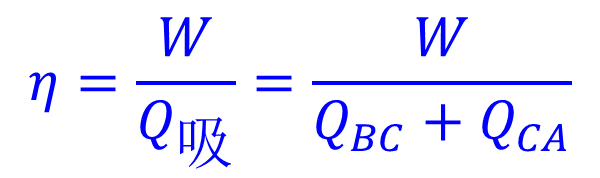 η = W / Q吸 = W / (Q_BC + Q_CA)